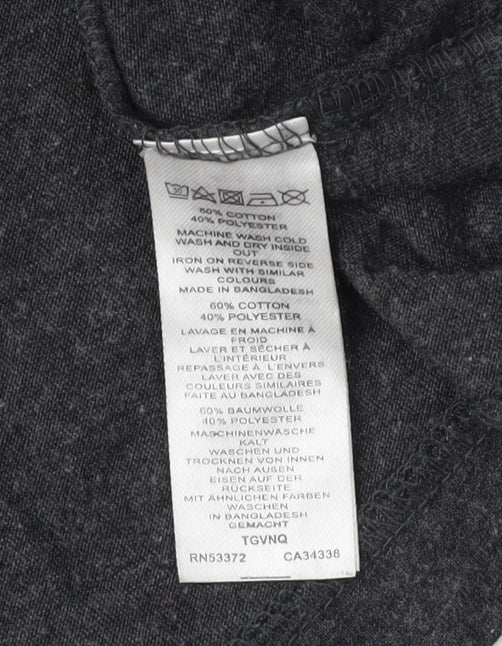 60% COTTON
40% POLYESTER
MACHINE WASH COLD
WASH AND DRY INSIDE
OUT
IRON ON REVERSE SIDE
WASH WITH SIMILAR
COLOURS
MADE IN BANGLADESH
60% COTTON
40% POLYESTER
LAVAGE EN MACHINE À
FROID
LAVER ET SÉCHER À
L'INTÉRIEUR
REPASSAGE À L'ENVERS
LAVER AVEC DES
COULEURS SIMILAIRES
FAITE AU BANGLADESH
60% BAUMWOLLE
40% POLYESTER
MASCHINENWÄSCHE
KALT
WASCHEN UND
TROCKNEN VON INNEN
NACH AUßEN
EISEN AUF DER
RÜCKSEITE
MIT ÄHNLICHEN FARBEN
WASCHEN
IN BANGLADESH
GEMACHT
TGVNQ
RN53372 CA34338